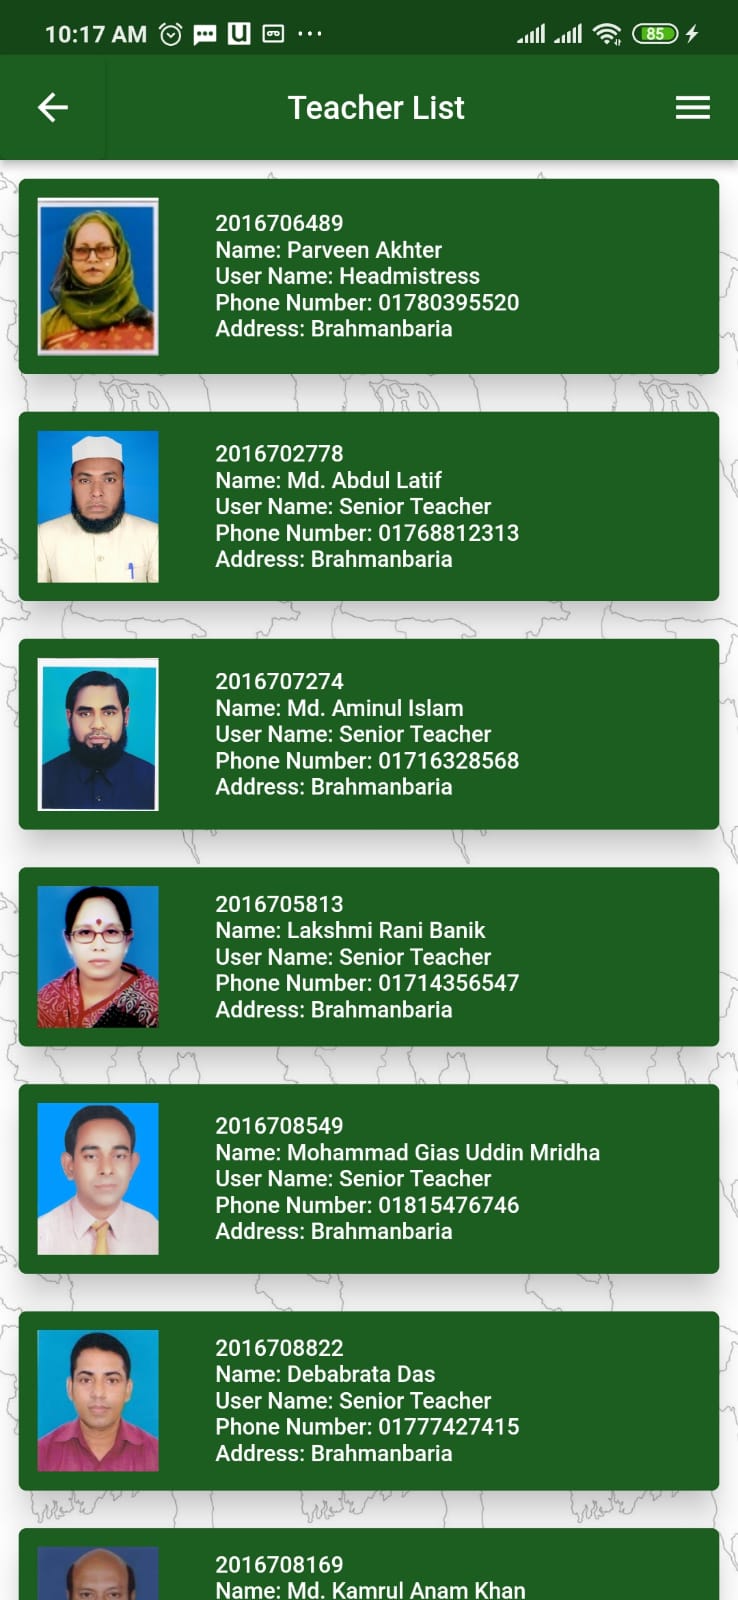 10:17 AM
85
Teacher List
2016706489
Name: Parveen Akhter
User Name: Headmistress
Phone Number: 01780395520
Address: Brahmanbaria
2016702778
Name: Md. Abdul Latif
User Name: Senior Teacher
Phone Number: 01768812313
Address: Brahmanbaria
2016707274
Name: Md. Aminul Islam
User Name: Senior Teacher
Phone Number: 01716328568
Address: Brahmanbaria
2016705813
Name: Lakshmi Rani Banik
User Name: Senior Teacher
Phone Number: 01714356547
Address: Brahmanbaria
2016708549
Name: Mohammad Gias Uddin Mridha
User Name: Senior Teacher
Phone Number: 01815476746
Address: Brahmanbaria
2016708822
Name: Debabrata Das
User Name: Senior Teacher
Phone Number: 01777427415
Address: Brahmanbaria
2016708169
Name: Md. Kamrul Anam Khan